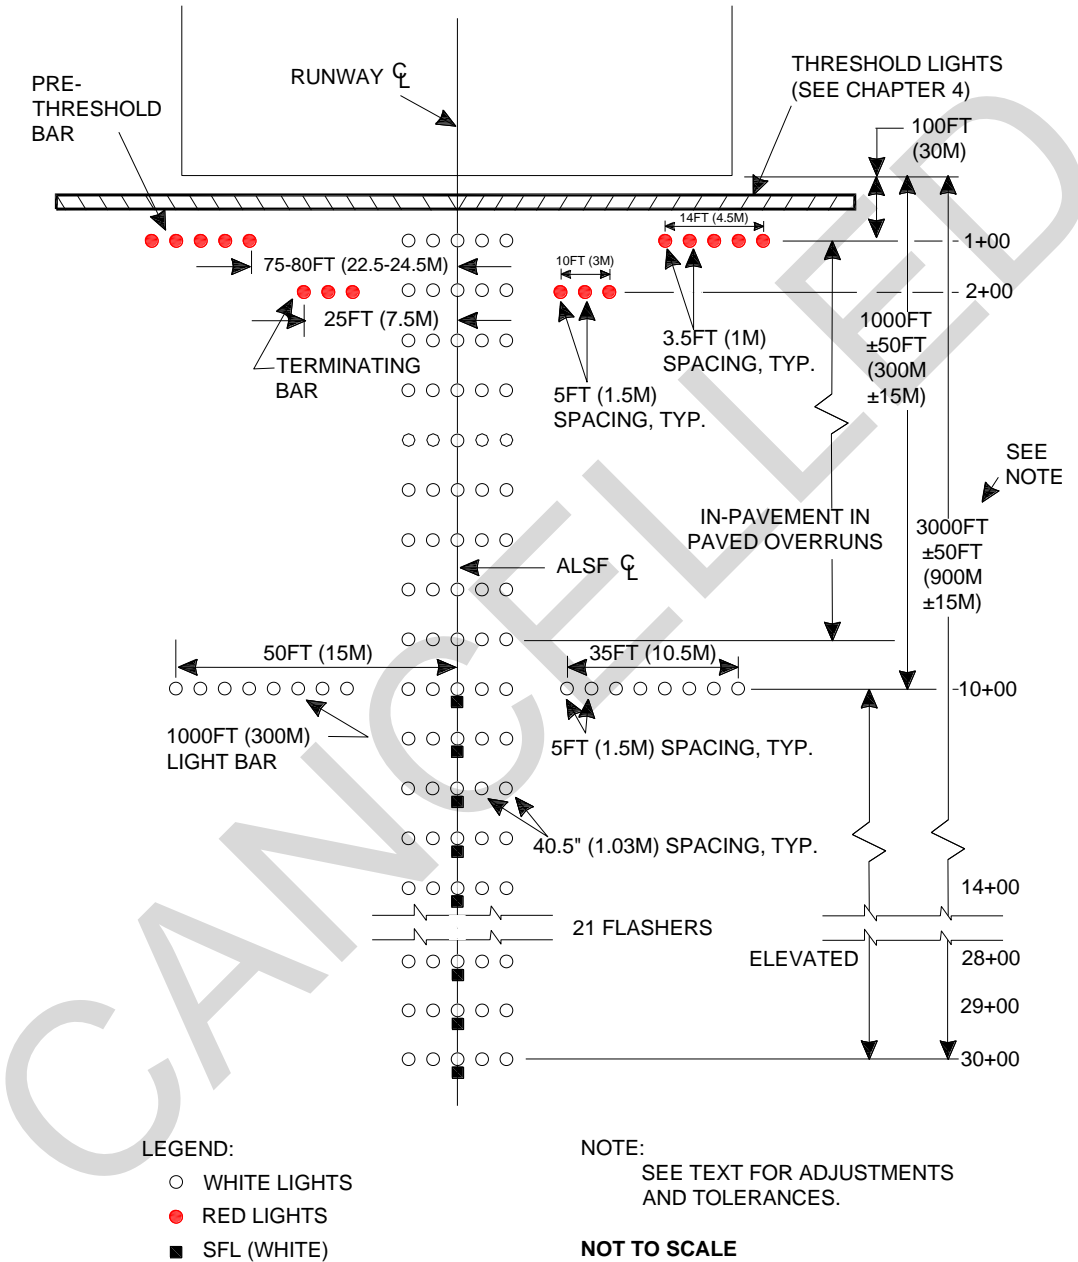 RUNWAY ℄
THRESHOLD LIGHTS
(SEE CHAPTER 4)
PRE-
THRESHOLD
BAR
100FT
(30M)
14FT (4.5M)
1+00
75-80FT (22.5-24.5M)
10FT (3M)
2+00
25FT (7.5M)
1000FT
±50FT
(300M
±15M)
3.5FT (1M)
SPACING, TYP.
TERMINATING
BAR
5FT (1.5M)
SPACING, TYP.
SEE
NOTE
IN-PAVEMENT IN
PAVED OVERRUNS
3000FT
±50FT
(900M
±15M)
ALSF ℄
50FT (15M)
35FT (10.5M)
10+00
1000FT (300M)
LIGHT BAR
5FT (1.5M) SPACING, TYP.
40.5" (1.03M) SPACING, TYP.
14+00
21 FLASHERS
ELEVATED
28+00
29+00
30+00
LEGEND:
WHITE LIGHTS
RED LIGHTS
SFL (WHITE)
NOTE:
SEE TEXT FOR ADJUSTMENTS
AND TOLERANCES.
NOT TO SCALE
CANCELLED